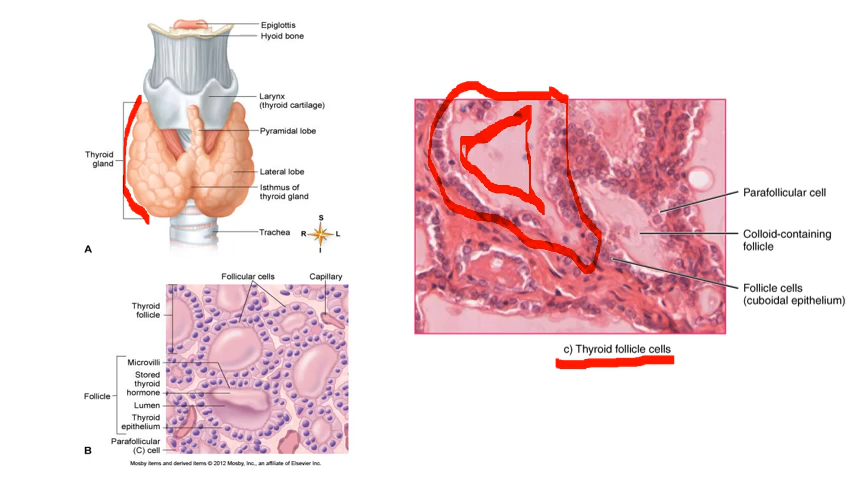 Epiglottis
Hyoid bone
Larynx
(thyroid cartilage)
Pyramidal lobe
Thyroid
gland
Lateral lobe
Isthmus of
thyroid gland
Trachea
S
R
L
I
A
Follicular cells
Capillary
Thyroid
follicle
Microvilli
Stored
thyroid
hormone
Follicle
Lumen
Thyroid
epithelium
Parafollicular
(C) cell
B
Mosby items and derived items © 2012 Mosby, Inc., an affiliate of Elsevier Inc.
Parafollicular cell
Colloid-containing
follicle
Follicle cells
(cuboidal epithelium)
c) Thyroid follicle cells